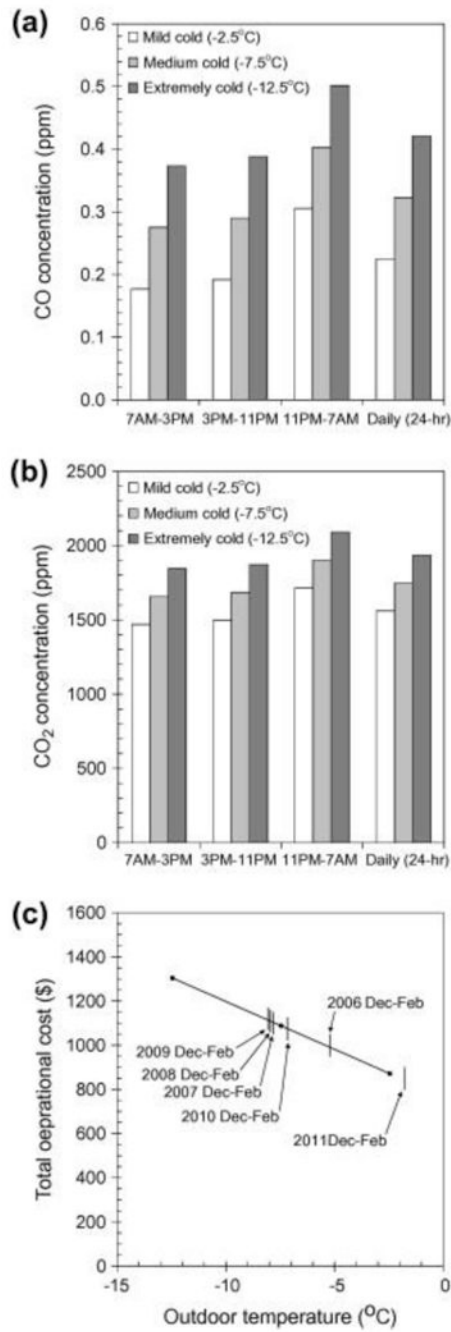 (a)
0.6
Mild cold (-2.5°C)
0.5
Medium cold (-7.5°C)
Extremely cold (-12.5°C)
0.4
0.3
0.2
0.1
0.0
CO concentration (ppm)
7AM-3PM 3PM-11PM 11PM-7AM Daily (24-hr)
(b)
2500
Mild cold (-2.5°C)
Medium cold (-7.5°C)
2000
Extremely cold (-12.5°C)
1500
1000
500
0
CO₂ concentration (ppm)
7AM-3PM 3PM-11PM 11PM-7AM Daily (24-hr)
(c)
1600
1400
1200
1000
800
600
400
200
0
Total oeprational cost ($)
2006 Dec-Feb
2009 Dec-Feb
2008 Dec-Feb
2007 Dec-Feb
2010 Dec-Feb
2011Dec-Feb
-15 -10 -5 0
Outdoor temperature (°C)